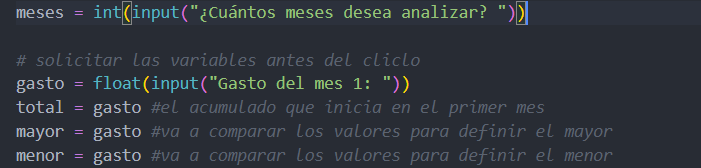 meses = int(input("¿Cuántos meses desea analizar? "))
# solicitar las variables antes del cliclo
gasto = float(input("Gasto del mes 1: "))
total = gasto #el acumulado que inicia en el primer mes
mayor = gasto #va a comparar los valores para definir el mayor
menor = gasto #va a comparar los valores para definir el menor